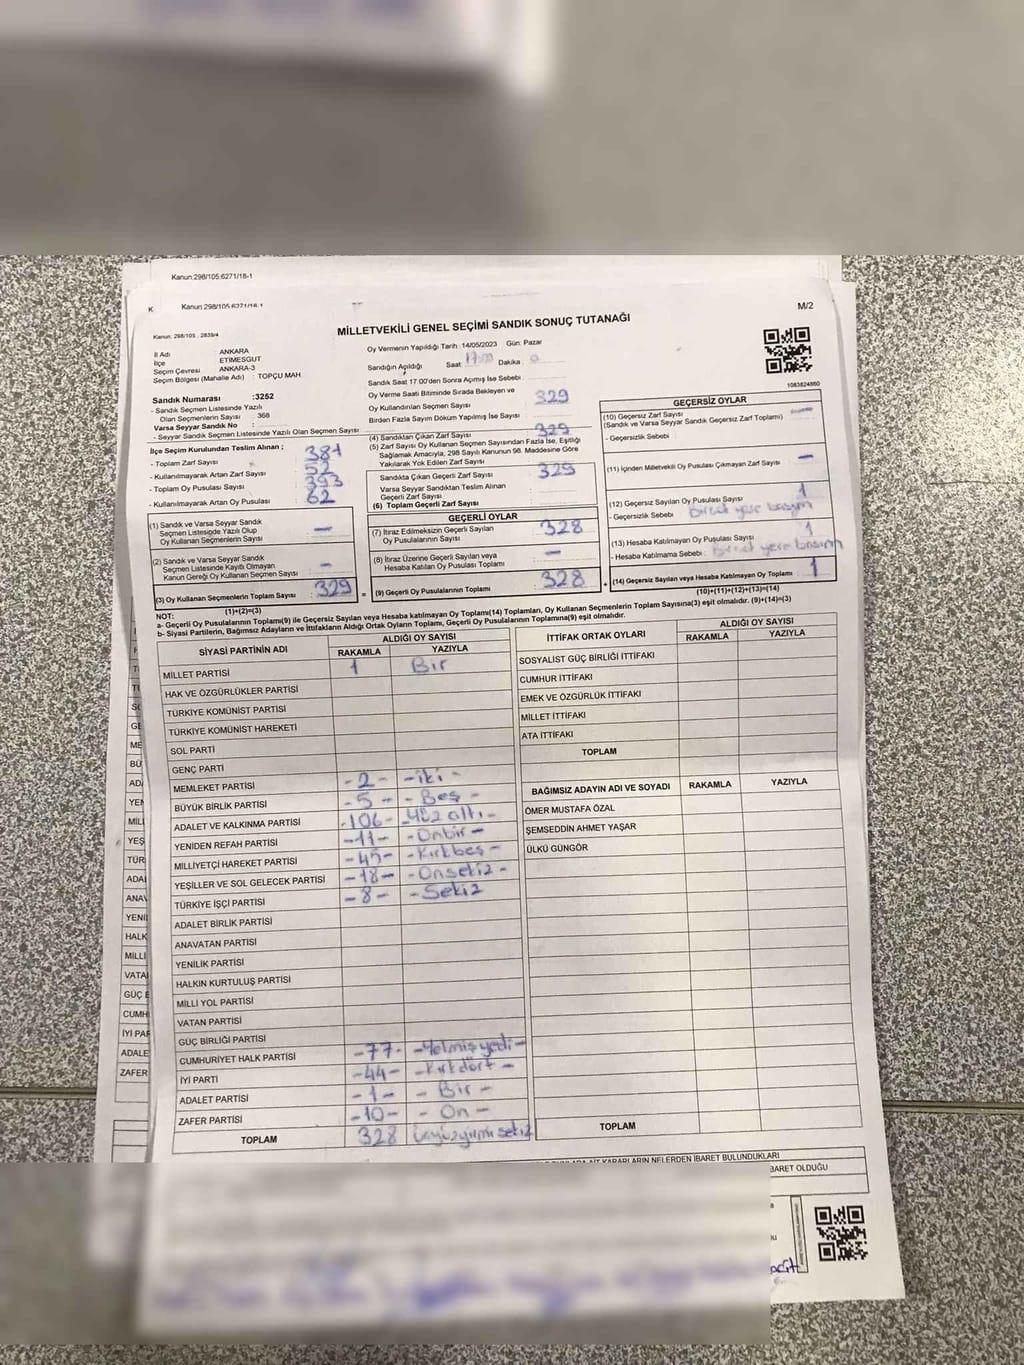 Kanun:298/105.6271/18-1
K Kanun:298/105.6271/18-1
M/2
Kanun: 298/105 , 2839/4
MİLLETVEKİLİ GENEL SEÇİMİ SANDIK SONUÇ TUTANAĞI
İl Adı ANKARA
İlçe ETİMESGUT
Seçim Çevresi ANKARA-3
Seçim Bölgesi (Mahalle Adı) : TOPÇU MAH.
Sandık Numarası :3252
- Sandık Seçmen Listesinde Yazılı
Olan Seçmenlerin Sayısı : 368
Varsa Seyyar Sandık No :
- Seyyar Sandık Seçmen Listesinde Yazılı Olan Seçmen Sayısı :
İlçe Seçim Kurulundan Teslim Alınan ;
- Toplam Zarf Sayısı : 381
- Kullanılmayarak Artan Zarf Sayısı : 52
- Toplam Oy Pusulası Sayısı : 393
- Kullanılmayarak Artan Oy Pusulası : 62
(1) Sandık ve Varsa Seyyar Sandık
Seçmen Listesigde Yazılı Olup
Oy Kullanan Seçmenlerin Sayısı —
(2) Sandık ve Varsa Seyyar Sandık
Seçmen Listesinde Kayıtlı Olmayan
Kanun Gereği Oy Kullanan Seçmen Sayısı -
(3) Oy Kullanan Seçmenlerin Toplam Sayısı 329
(1)+(2)=(3)
Oy Vermenin Yapıldığı Tarih : 14/05/2023 Gün: Pazar
Sandığın Açıldığı Saat: 17:00 Dakika : 0
Sandık Saat 17:00'den Sonra Açmış İse Sebebi :
Oy Verme Saati Bitiminde Sırada Bekleyen ve
Oy Kullandırılan Seçmen Sayısı : 329
Birden Fazla Sayım Döküm Yapılmış İse Sayısı :
(4) Sandıktan Çıkan Zarf Sayısı : 329
(5) Zarf Sayısı Oy Kullanan Seçmen Sayısından Fazla İse, Eşitliği
Sağlamak Amacıyla; 298 Sayılı Kanunun 98. Maddesine Göre
Yakılarak Yok Edilen Zarf Sayısı :
Sandıkta Çıkan Geçerli Zarf Sayısı : 329
Varsa Seyyar Sandıktan Teslim Alınan
Geçerli Zarf Sayısı :
(6) Toplam Geçerli Zarf Sayısı
GEÇERLİ OYLAR
(7) İtiraz Edilmeksizin Geçerli Sayılan
Oy Pusulalarının Sayısı : 328
(8) İtiraz Üzerine Geçerli Sayılan veya
Hesaba Katılan Oy Pusulası Toplamı : —
(9) Geçerli Oy Pusulalarının Toplamı : 328
1083824860
GEÇERSİZ OYLAR
(10) Geçersiz Zarf Sayısı
(Sandık ve Varsa Seyyar Sandık Geçersiz Zarf Toplamı) :
- Geçersizlik Sebebi :
(11) İçinden Milletvekili Oy Pusulası Çıkmayan Zarf Sayısı : —
(12) Geçersiz Sayılan Oy Pusulası Sayısı : 1
- Geçersizlik Sebebi :
(13) Hesaba Katılmayan Oy Pusulası Sayısı : 1
- Hesaba Katılmama Sebebi :
(14) Geçersiz Sayılan veya Hesaba Katılmayan Oy Toplamı : 1
(10)+(11)+(12)+(13)=(14)
NOT:
a- Geçerli Oy Pusulalarının Toplamı(9) ile Geçersiz Sayılan veya Hesaba katılmayan Oy Toplamı(14) Toplamları, Oy Kullanan Seçmenlerin Toplam Sayısına(3) eşit olmalıdır. (9)+(14)=(3)
b- Siyasi Partilerin, Bağımsız Adayların ve İttifakların Aldığı Ortak Oyların Toplamı, Geçerli Oy Pusulalarının Toplamına(9) eşit olmalıdır.
SİYASİ PARTİNİN ADI ALDIĞI OY SAYISI
RAKAMLA YAZIYLA
MİLLET PARTİSİ 1 Bir
HAK VE ÖZGÜRLÜKLER PARTİSİ
TÜRKİYE KOMÜNİST PARTİSİ
TÜRKİYE KOMÜNİST HAREKETİ
SOL PARTİ
GENÇ PARTİ
MEMLEKET PARTİSİ -2- -iki-
BÜYÜK BİRLİK PARTİSİ -5- -Beş-
ADALET VE KALKINMA PARTİSİ -106- -Yüz altı-
YENİDEN REFAH PARTİSİ -11- -Onbir-
MİLLİYETÇİ HAREKET PARTİSİ -45- -Kırkbeş-
YEŞİLLER VE SOL GELECEK PARTİSİ -18- -Onsekiz-
TÜRKİYE İŞÇİ PARTİSİ -8- -Sekiz
ADALET BİRLİK PARTİSİ
ANAVATAN PARTİSİ
YENİLİK PARTİSİ
HALKIN KURTULUŞ PARTİSİ
MİLLİ YOL PARTİSİ
VATAN PARTİSİ
GÜÇ BİRLİĞİ PARTİSİ
CUMHURİYET HALK PARTİSİ -77- -Yetmişyedi-
İYİ PARTİ -44- -Kırkdört-
ADALET PARTİSİ -1- -Bir-
ZAFER PARTİSİ -10- -On-
TOPLAM 328 üçyüzyirmi sekiz
İTTİFAK ORTAK OYLARI ALDIĞI OY SAYISI
RAKAMLA YAZIYLA
SOSYALİST GÜÇ BİRLİĞİ İTTİFAKI
CUMHUR İTTİFAKI
EMEK VE ÖZGÜRLÜK İTTİFAKI
MİLLET İTTİFAKI
ATA İTTİFAKI
TOPLAM
BAĞIMSIZ ADAYIN ADI VE SOYADI RAKAMLA YAZIYLA
ÖMER MUSTAFA ÖZAL
ŞEMSEDDİN AHMET YAŞAR
ÜLKÜ GÜNGÖR
TOPLAM
KARARLARIN NELERDEN İBARET BULUNDUKLARI
BARET OLDUĞU